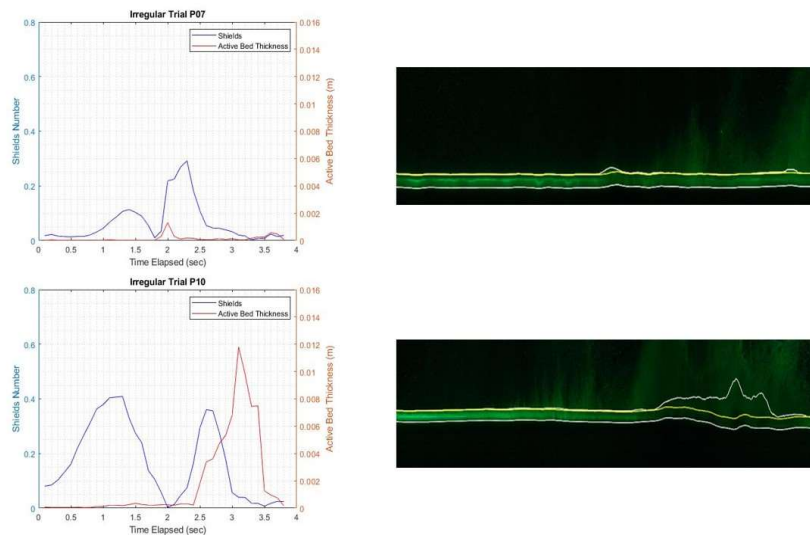 Irregular Trial P07
0.8
0.6
0.4
0.2
0
Shields Number
0.016
0.014
0.012
0.01
0.008
0.006
0.004
0.002
0
Active Bed Thickness (m)
Shields
Active Bed Thickness
0 0.5 1 1.5 2 2.5 3 3.5 4
Time Elapsed (sec)
Irregular Trial P10
0.8
0.6
0.4
0.2
0
Shields Number
0.016
0.014
0.012
0.01
0.008
0.006
0.004
0.002
0
Active Bed Thickness (m)
Shields
Active Bed Thickness
0 0.5 1 1.5 2 2.5 3 3.5 4
Time Elapsed (sec)